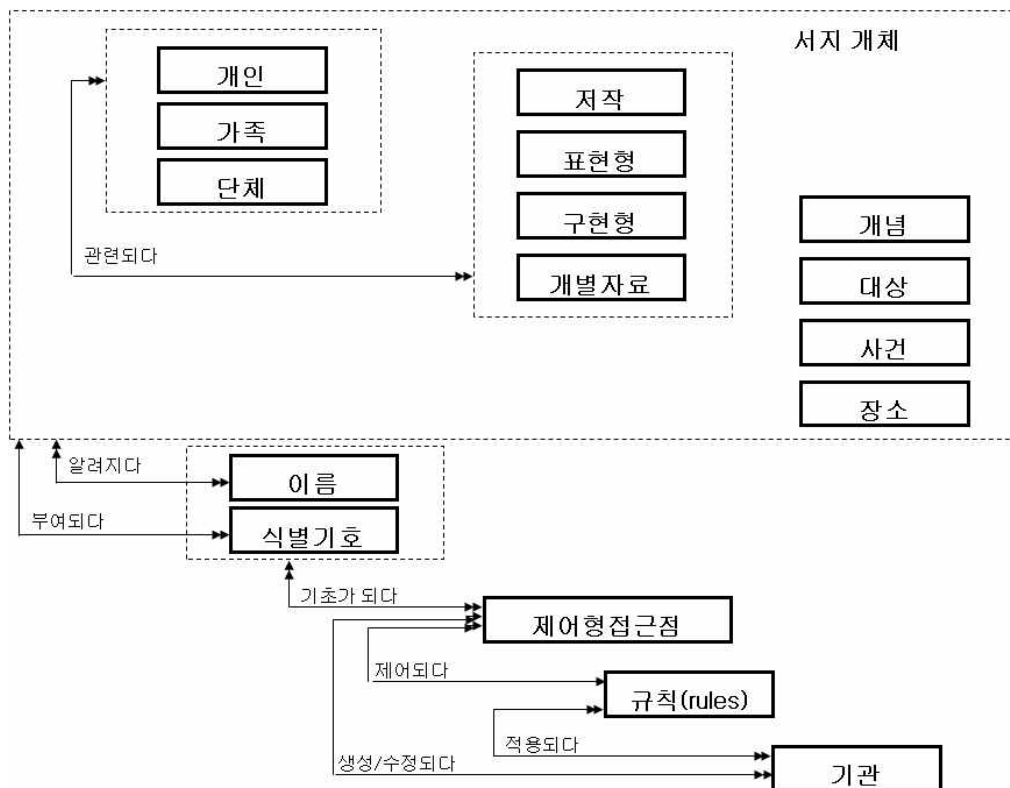 서지 개체
개인
가족
단체
저작
표현형
구현형
개별자료
개념
대상
사건
장소
관련되다
알려지다
이름
부여되다
식별기호
기초가 되다
제어형접근점
제어되다
규칙(rules)
적용되다
생성/수정되다
기관